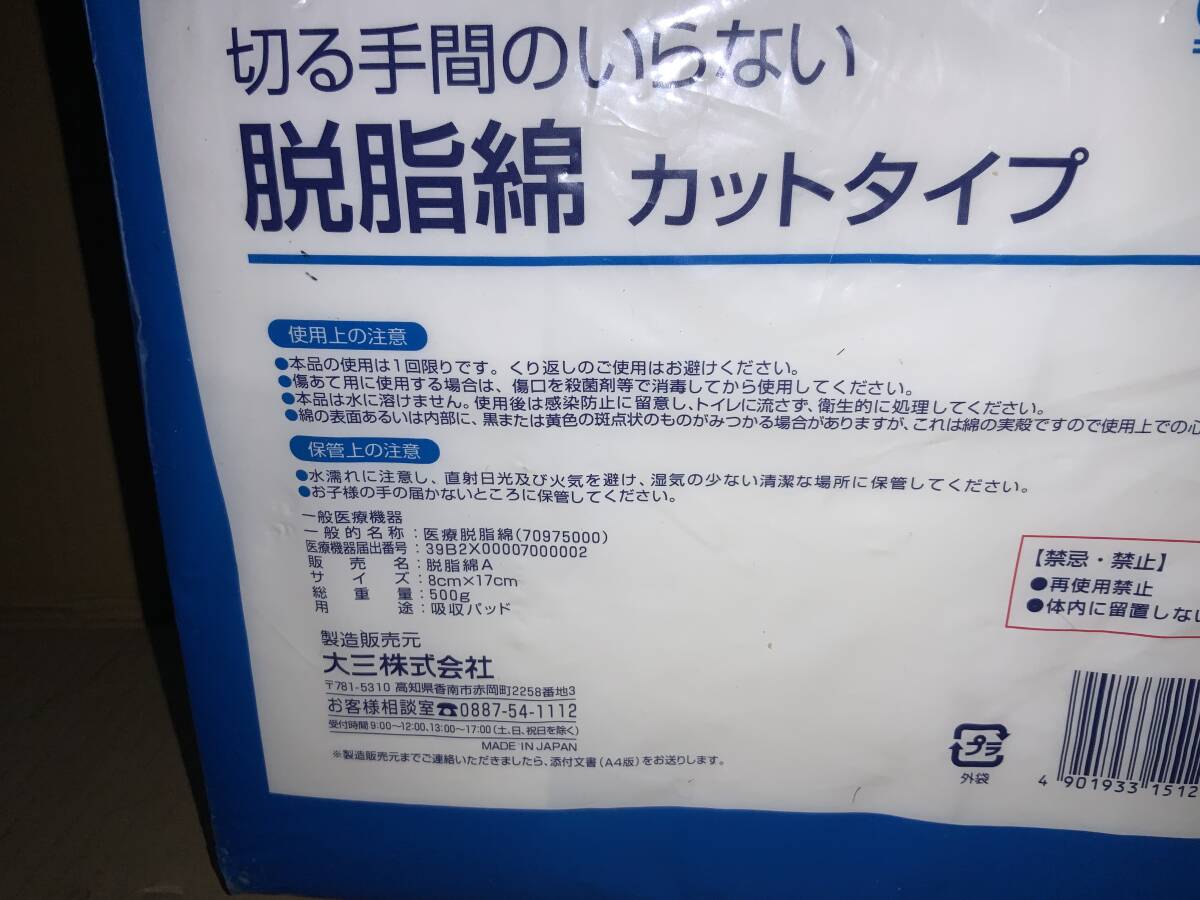 切る手間のいらない
脱脂綿 カットタイプ
使用上の注意
●本品の使用は1回限りです。くり返しのご使用はお避けください。
●傷あて用に使用する場合は、傷口を殺菌剤等で消毒してから使用してください。
●本品は水に溶けません。使用後は感染防止に留意し、トイレに流さず、衛生的に処理してください。
●綿の表面あるいは内部に、黒または黄色の斑点状のものがみつかる場合がありますが、これは綿の実殻ですので使用上での心
保管上の注意
●水濡れに注意し、直射日光及び火気を避け、湿気の少ない清潔な場所に保管してください。
●お子様の手の届かないところに保管してください。
一般医療機器
一般的名称:医療脱脂綿(70975000)
医療機器届出番号:39B2X00007000002
販売名:脱脂綿A
サイズ:8cm×17cm
総重量:500g
用途:吸収パッド
【禁忌・禁止】
●再使用禁止
●体内に留置しない
製造販売元
大三株式会社
〒781-5310 高知県香南市赤岡町2258番地3
お客様相談室☎0887-54-1112
受付時間9:00〜12:00、13:00〜17:00(土、日、祝日を除く)
MADE IN JAPAN
※製造販売元までご連絡いただきましたら、添付文書(A4版)をお送りします。
プラ
外袋
4 901933 1512